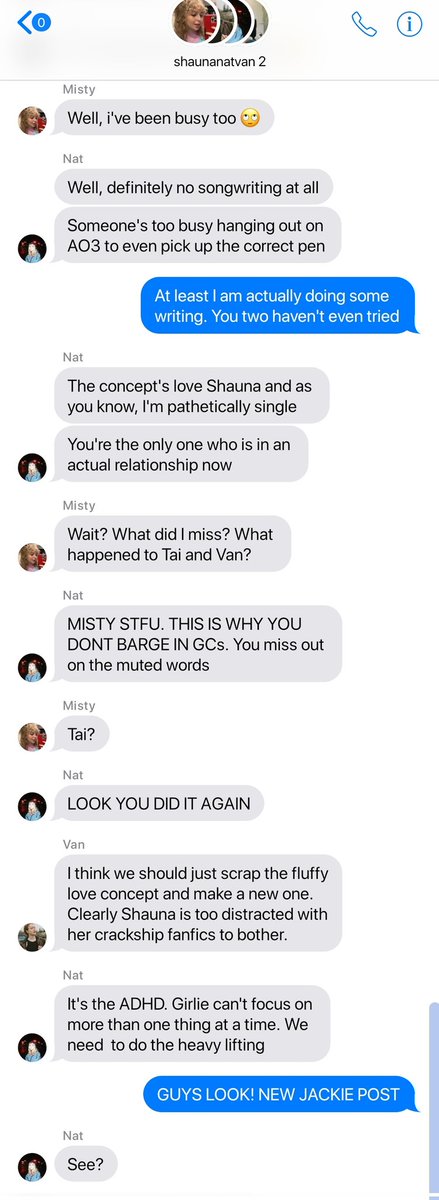 0
shaunanatvan 2
Misty
Well, i've been busy too 🙄
Nat
Well, definitely no songwriting at all
Someone's too busy hanging out on
AO3 to even pick up the correct pen
At least I am actually doing some
writing. You two haven't even tried
Nat
The concept's love Shauna and as
you know, I'm pathetically single
You're the only one who is in an
actual relationship now
Misty
Wait? What did I miss? What
happened to Tai and Van?
Nat
MISTY STFU. THIS IS WHY YOU
DONT BARGE IN GCs. You miss out
on the muted words
Misty
Tai?
Nat
LOOK YOU DID IT AGAIN
Van
I think we should just scrap the fluffy
love concept and make a new one.
Clearly Shauna is too distracted with
her crackship fanfics to bother.
Nat
It's the ADHD. Girlie can't focus on
more than one thing at a time. We
need  to do the heavy lifting
GUYS LOOK! NEW JACKIE POST
Nat
See?